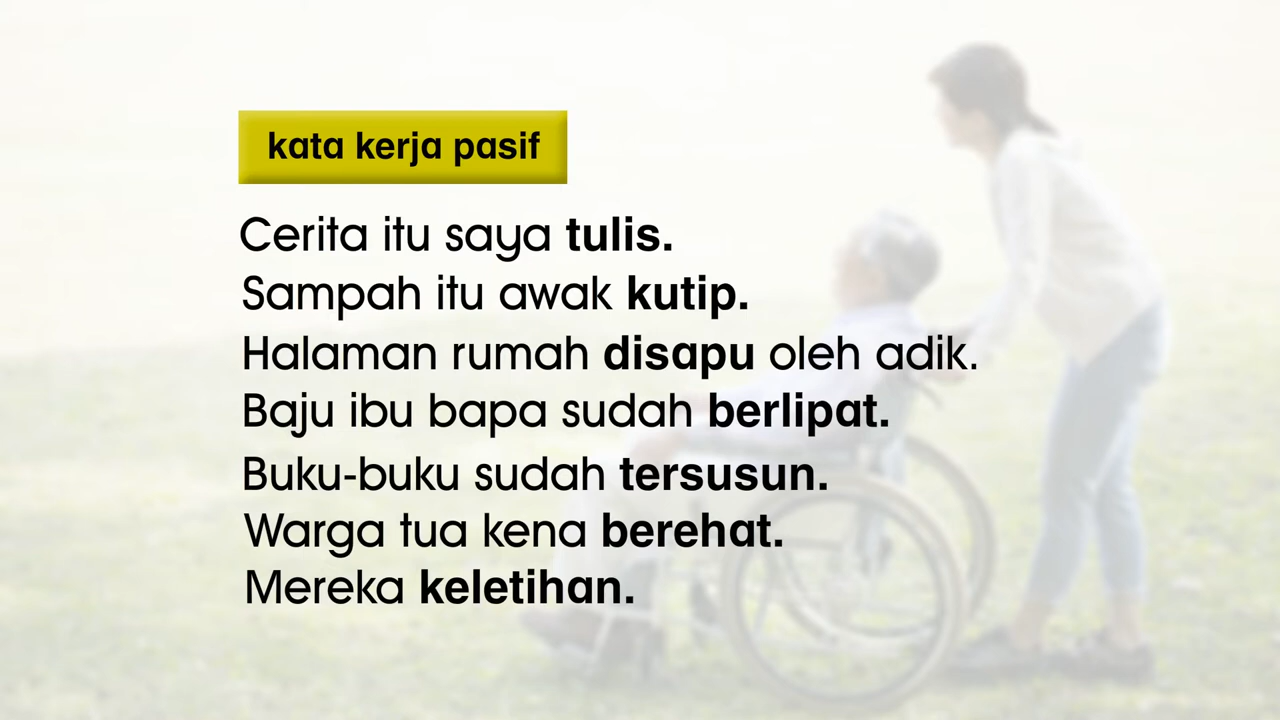 kata kerja pasif
Cerita itu saya tulis.
Sampah itu awak kutip.
Halaman rumah disapu oleh adik.
Baju ibu bapa sudah berlipat.
Buku-buku sudah tersusun.
Warga tua kena berehat.
Mereka keletihan.